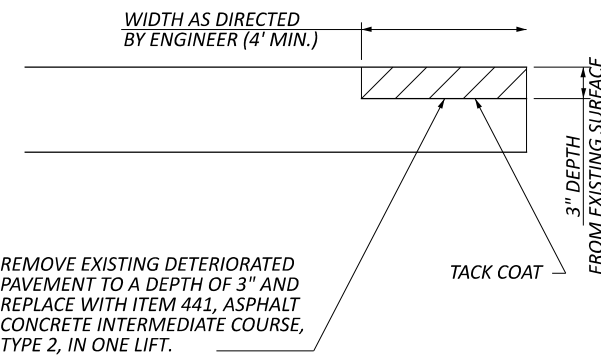 WIDTH AS DIRECTED
BY ENGINEER (4' MIN.)
3" DEPTH
FROM EXISTING SURFACE
REMOVE EXISTING DETERIORATED
PAVEMENT TO A DEPTH OF 3" AND
REPLACE WITH ITEM 441, ASPHALT
CONCRETE INTERMEDIATE COURSE,
TYPE 2, IN ONE LIFT.
TACK COAT